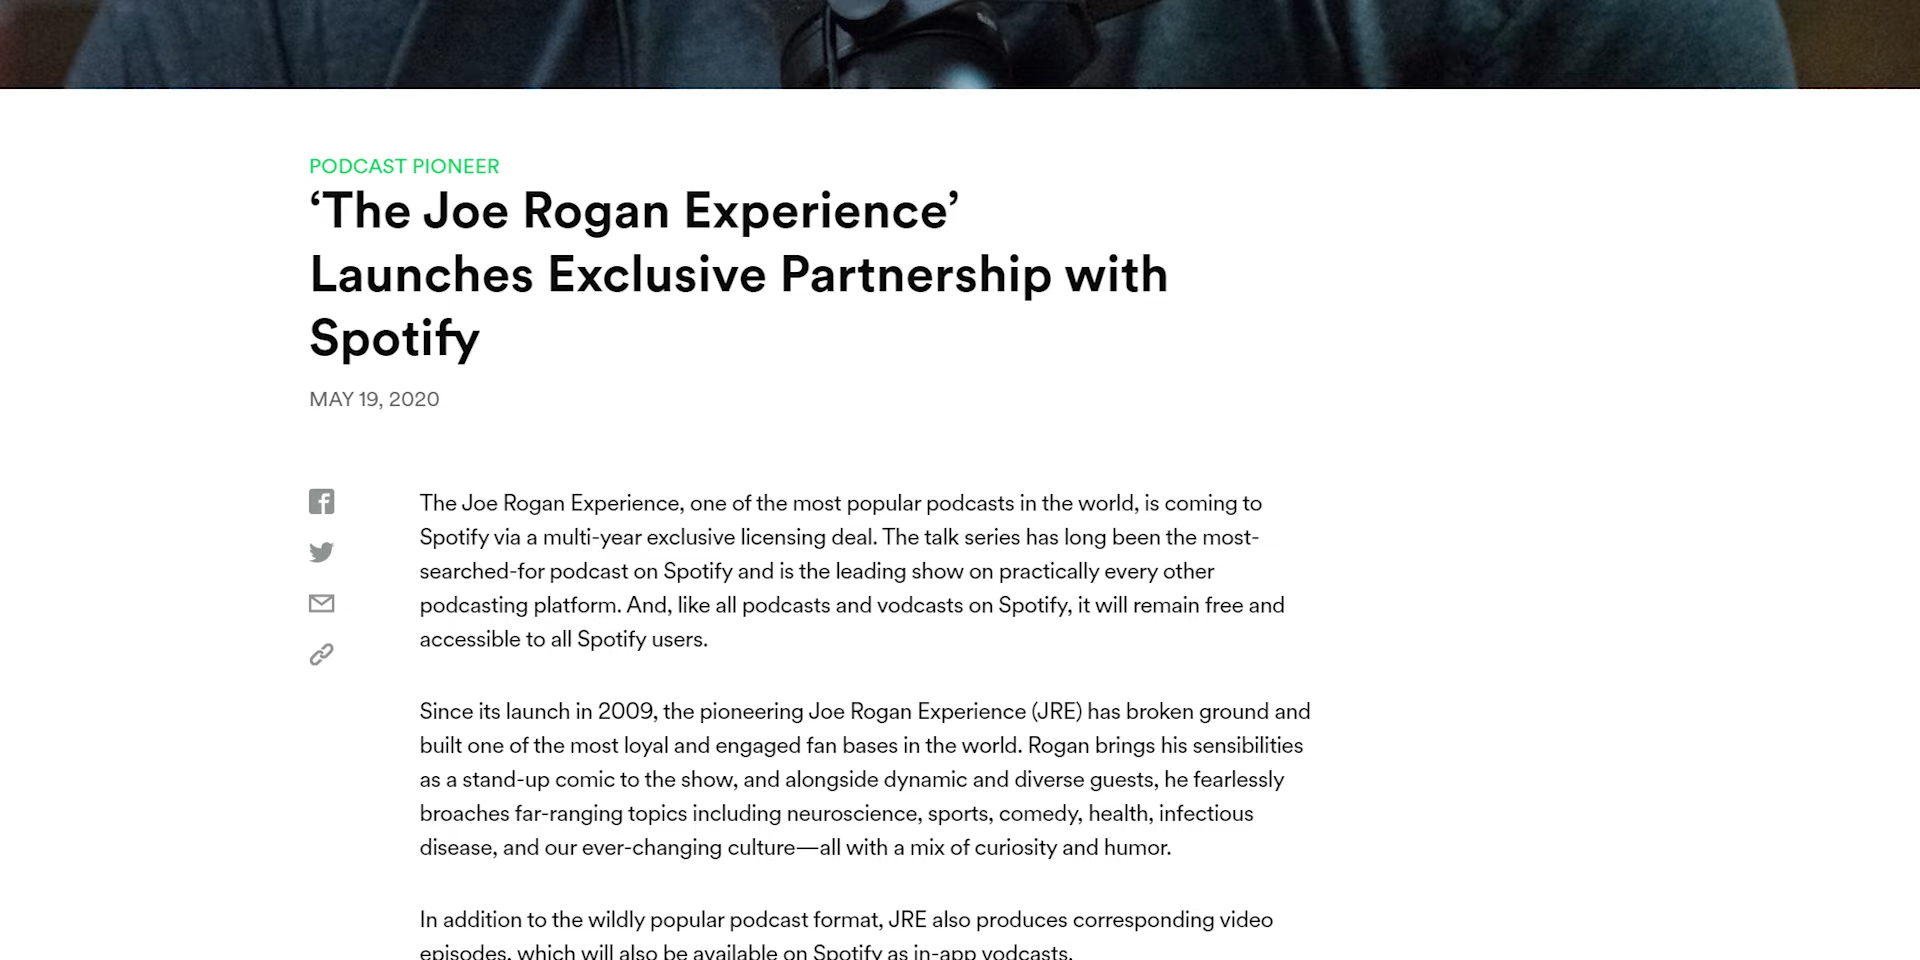 PODCAST PIONEER
‘The Joe Rogan Experience’
Launches Exclusive Partnership with
Spotify
MAY 19, 2020
The Joe Rogan Experience, one of the most popular podcasts in the world, is coming to
Spotify via a multi-year exclusive licensing deal. The talk series has long been the most-
searched-for podcast on Spotify and is the leading show on practically every other
podcasting platform. And, like all podcasts and vodcasts on Spotify, it will remain free and
accessible to all Spotify users.
Since its launch in 2009, the pioneering Joe Rogan Experience (JRE) has broken ground and
built one of the most loyal and engaged fan bases in the world. Rogan brings his sensibilities
as a stand-up comic to the show, and alongside dynamic and diverse guests, he fearlessly
broaches far-ranging topics including neuroscience, sports, comedy, health, infectious
disease, and our ever-changing culture—all with a mix of curiosity and humor.
In addition to the wildly popular podcast format, JRE also produces corresponding video
episodes, which will also be available on Spotify as in-app vodcasts.